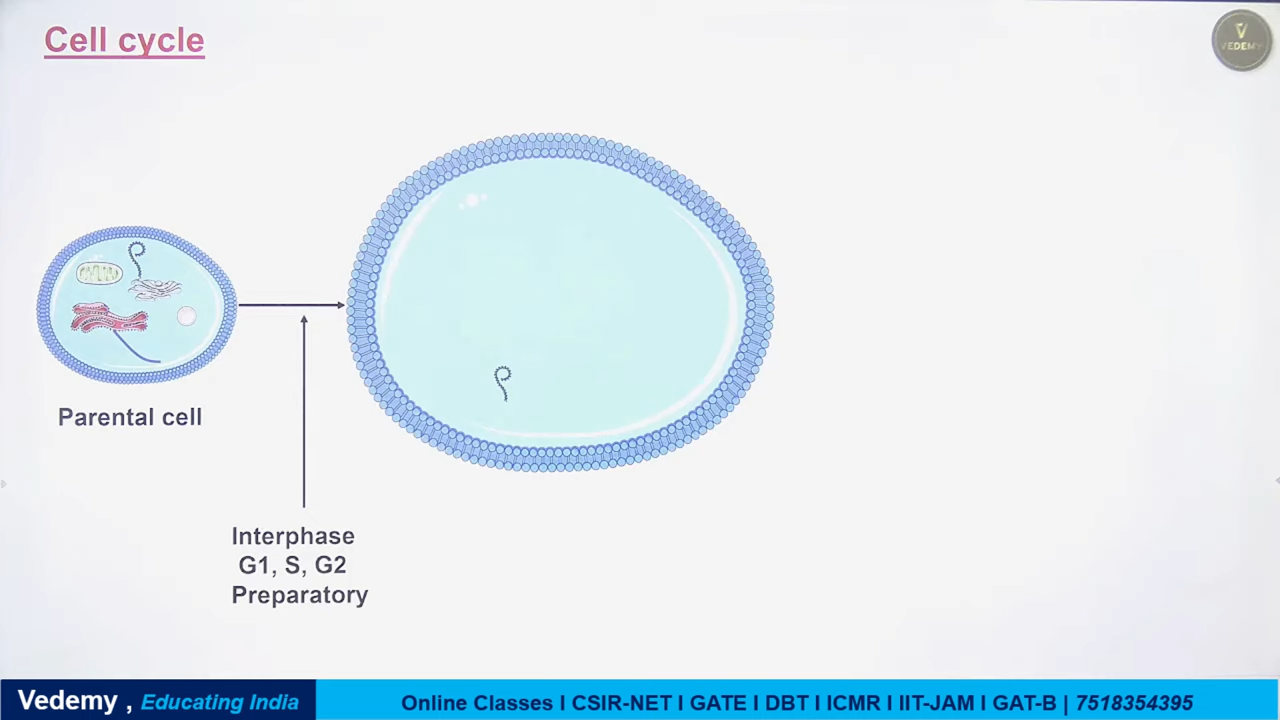 Cell cycle
V
VEDEMY
Parental cell
Interphase
G1, S, G2
Preparatory
Vedemy , Educating India
Online Classes I CSIR-NET I GATE I DBT I ICMR I IIT-JAM I GAT-B | 7518354395